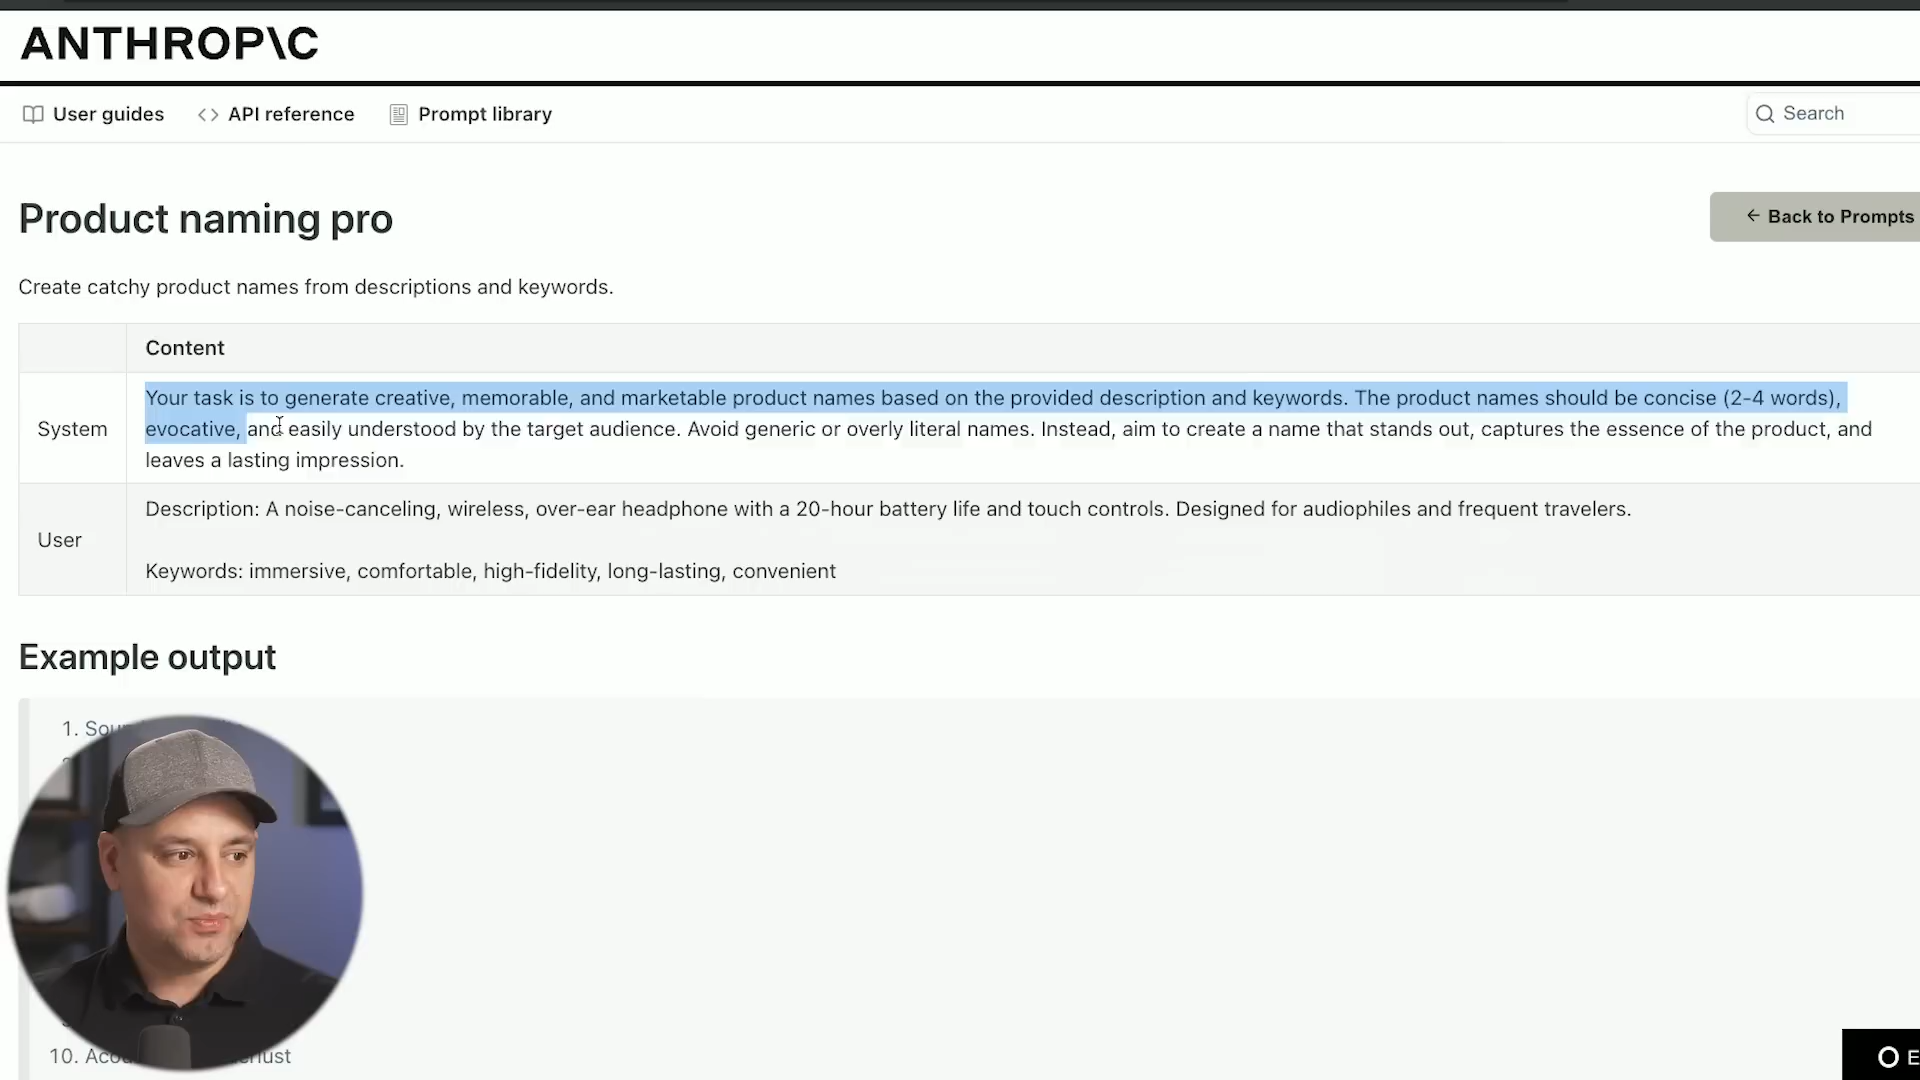 ANTHROP\C
User guides
API reference
Prompt library
Search
Product naming pro
← Back to Prompts
Create catchy product names from descriptions and keywords.
Content
System
Your task is to generate creative, memorable, and marketable product names based on the provided description and keywords. The product names should be concise (2-4 words),
evocative, and easily understood by the target audience. Avoid generic or overly literal names. Instead, aim to create a name that stands out, captures the essence of the product, and
leaves a lasting impression.
User
Description: A noise-canceling, wireless, over-ear headphone with a 20-hour battery life and touch controls. Designed for audiophiles and frequent travelers.
Keywords: immersive, comfortable, high-fidelity, long-lasting, convenient
Example output
1.
10.